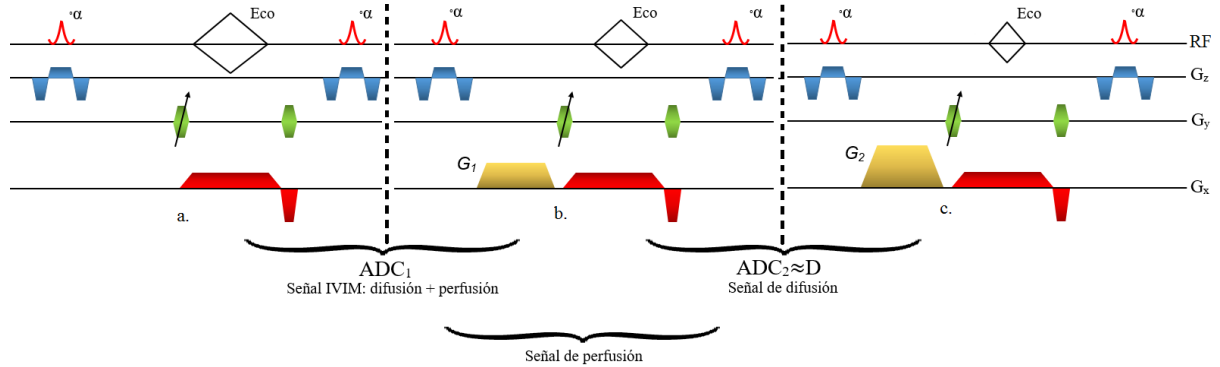 °α Eco °α °α Eco °α °α Eco °α
RF
Gz
Gy
G1 G2
Gx
a. b. c.
ADC1 ADC2≈D
Señal IVIM: difusión + perfusión Señal de difusión
Señal de perfusión